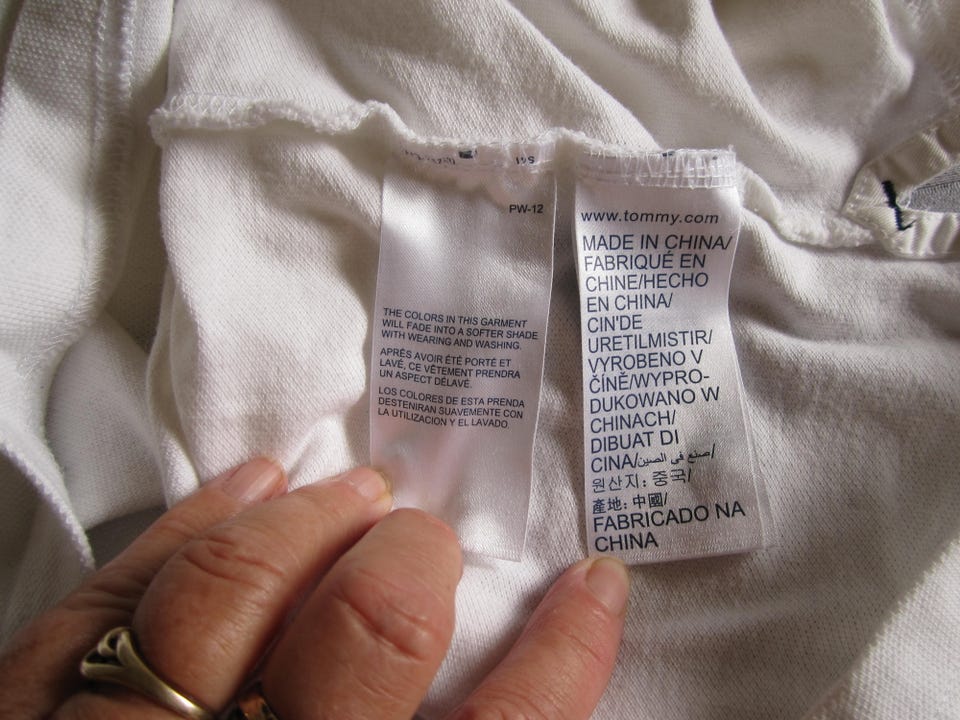 PW-12
THE COLORS IN THIS GARMENT
WILL FADE INTO A SOFTER SHADE
WITH WEARING AND WASHING.
APRÈS AVOIR ÉTÉ PORTÉ ET
LAVÉ, CE VÊTEMENT PRENDRA
UN ASPECT DÉLAVÉ.
LOS COLORES DE ESTA PRENDA
DESTENIRAN SUAVEMENTE CON
LA UTILIZACION Y EL LAVADO.
www.tommy.com
MADE IN CHINA/
FABRIQUÉ EN
CHINE/HECHO
EN CHINA/
CIN'DE
URETILMISTIR/
VYROBENO V
ČÍNĚ/WYPRO-
DUKOWANO W
CHINACH/
DIBUAT DI
CINA/صنع في الصين/
원산지: 중국/
產地: 中國/
FABRICADO NA
CHINA